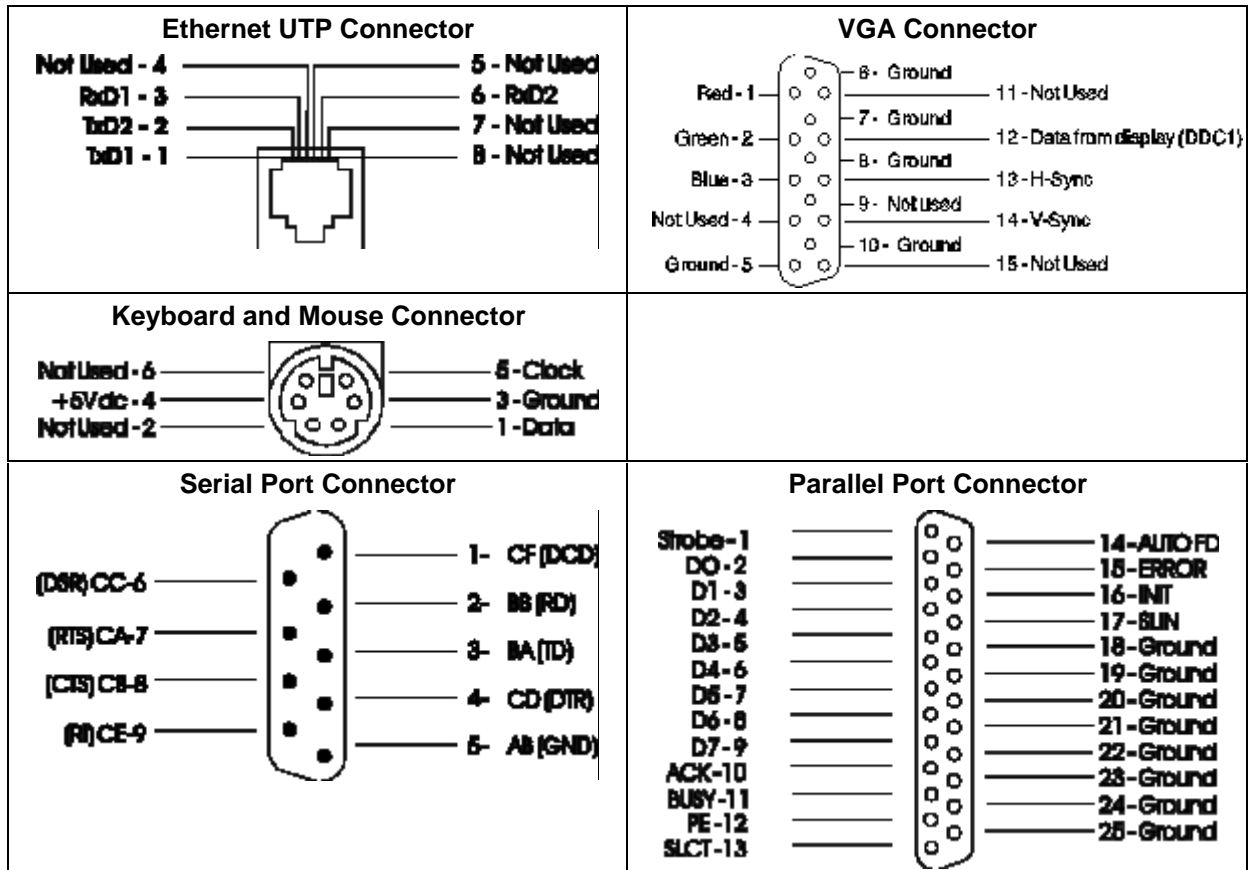 Ethernet UTP Connector
Not Used - 4
RxD1 - 3
TxD2 - 2
TxD1 - 1
5 - Not Used
6 - RxD2
7 - Not Used
8 - Not Used
VGA Connector
Red - 1
Green - 2
Blue - 3
Not Used - 4
Ground - 5
6 - Ground
7 - Ground
8 - Ground
9 - Not used
10 - Ground
11 - Not Used
12 - Data from display (DDC1)
13 - H-Sync
14 - V-Sync
15 - Not Used
Keyboard and Mouse Connector
Not Used - 6
+5Vdc - 4
Not Used - 2
5 - Clock
3 - Ground
1 - Data
Serial Port Connector
(DSR) CC-6
(RTS) CA-7
(CTS) CB-8
(RI) CE-9
1- CF (DCD)
2- BB (RD)
3- BA (TD)
4- CD (DTR)
5- AB (GND)
Parallel Port Connector
Strobe - 1
DO - 2
D1 - 3
D2 - 4
D3 - 5
D4 - 6
D5 - 7
D6 - 8
D7 - 9
ACK-10
BUSY-11
PE -12
SLCT-13
14-AUTO FD
15-ERROR
16-INIT
17-SLIN
18-Ground
19-Ground
20-Ground
21-Ground
22-Ground
23-Ground
24-Ground
25-Ground